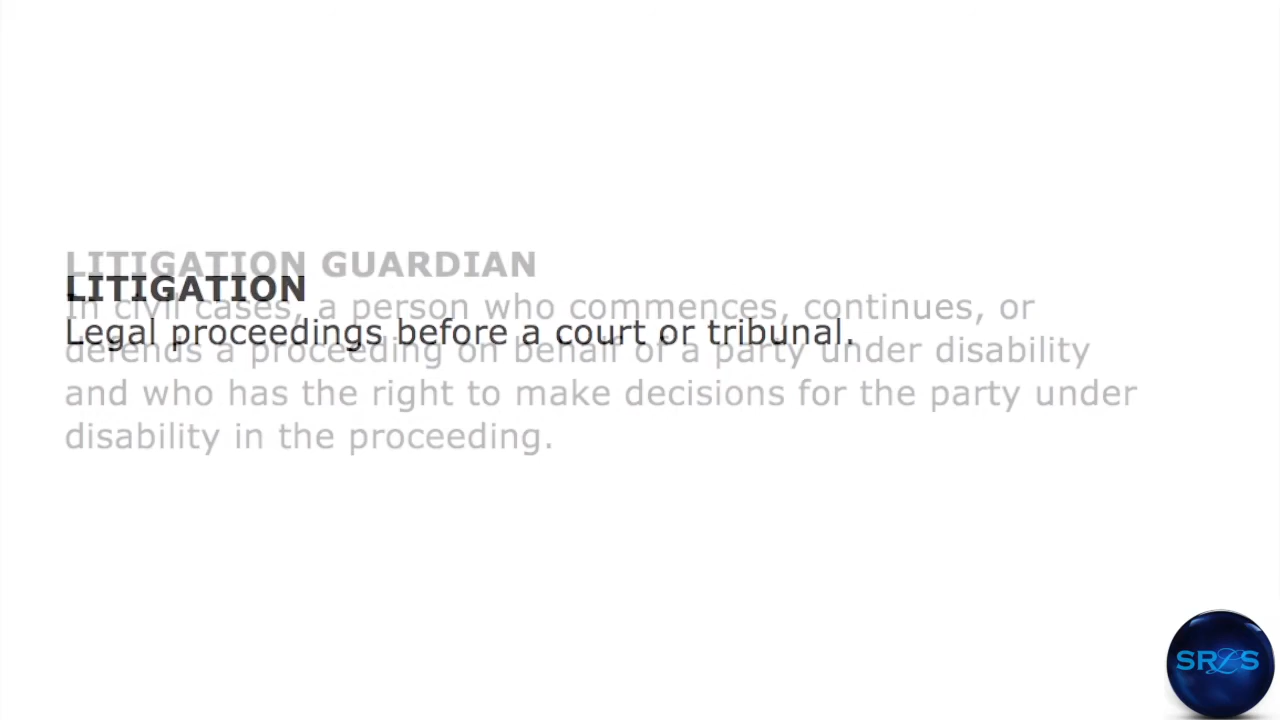 LITIGATION GUARDIAN
LITIGATION
In civil cases, a person who commences, continues, or
Legal proceedings before a court or tribunal.
defends a proceeding on behalf of a party under disability
and who has the right to make decisions for the party under
disability in the proceeding.
SRLS